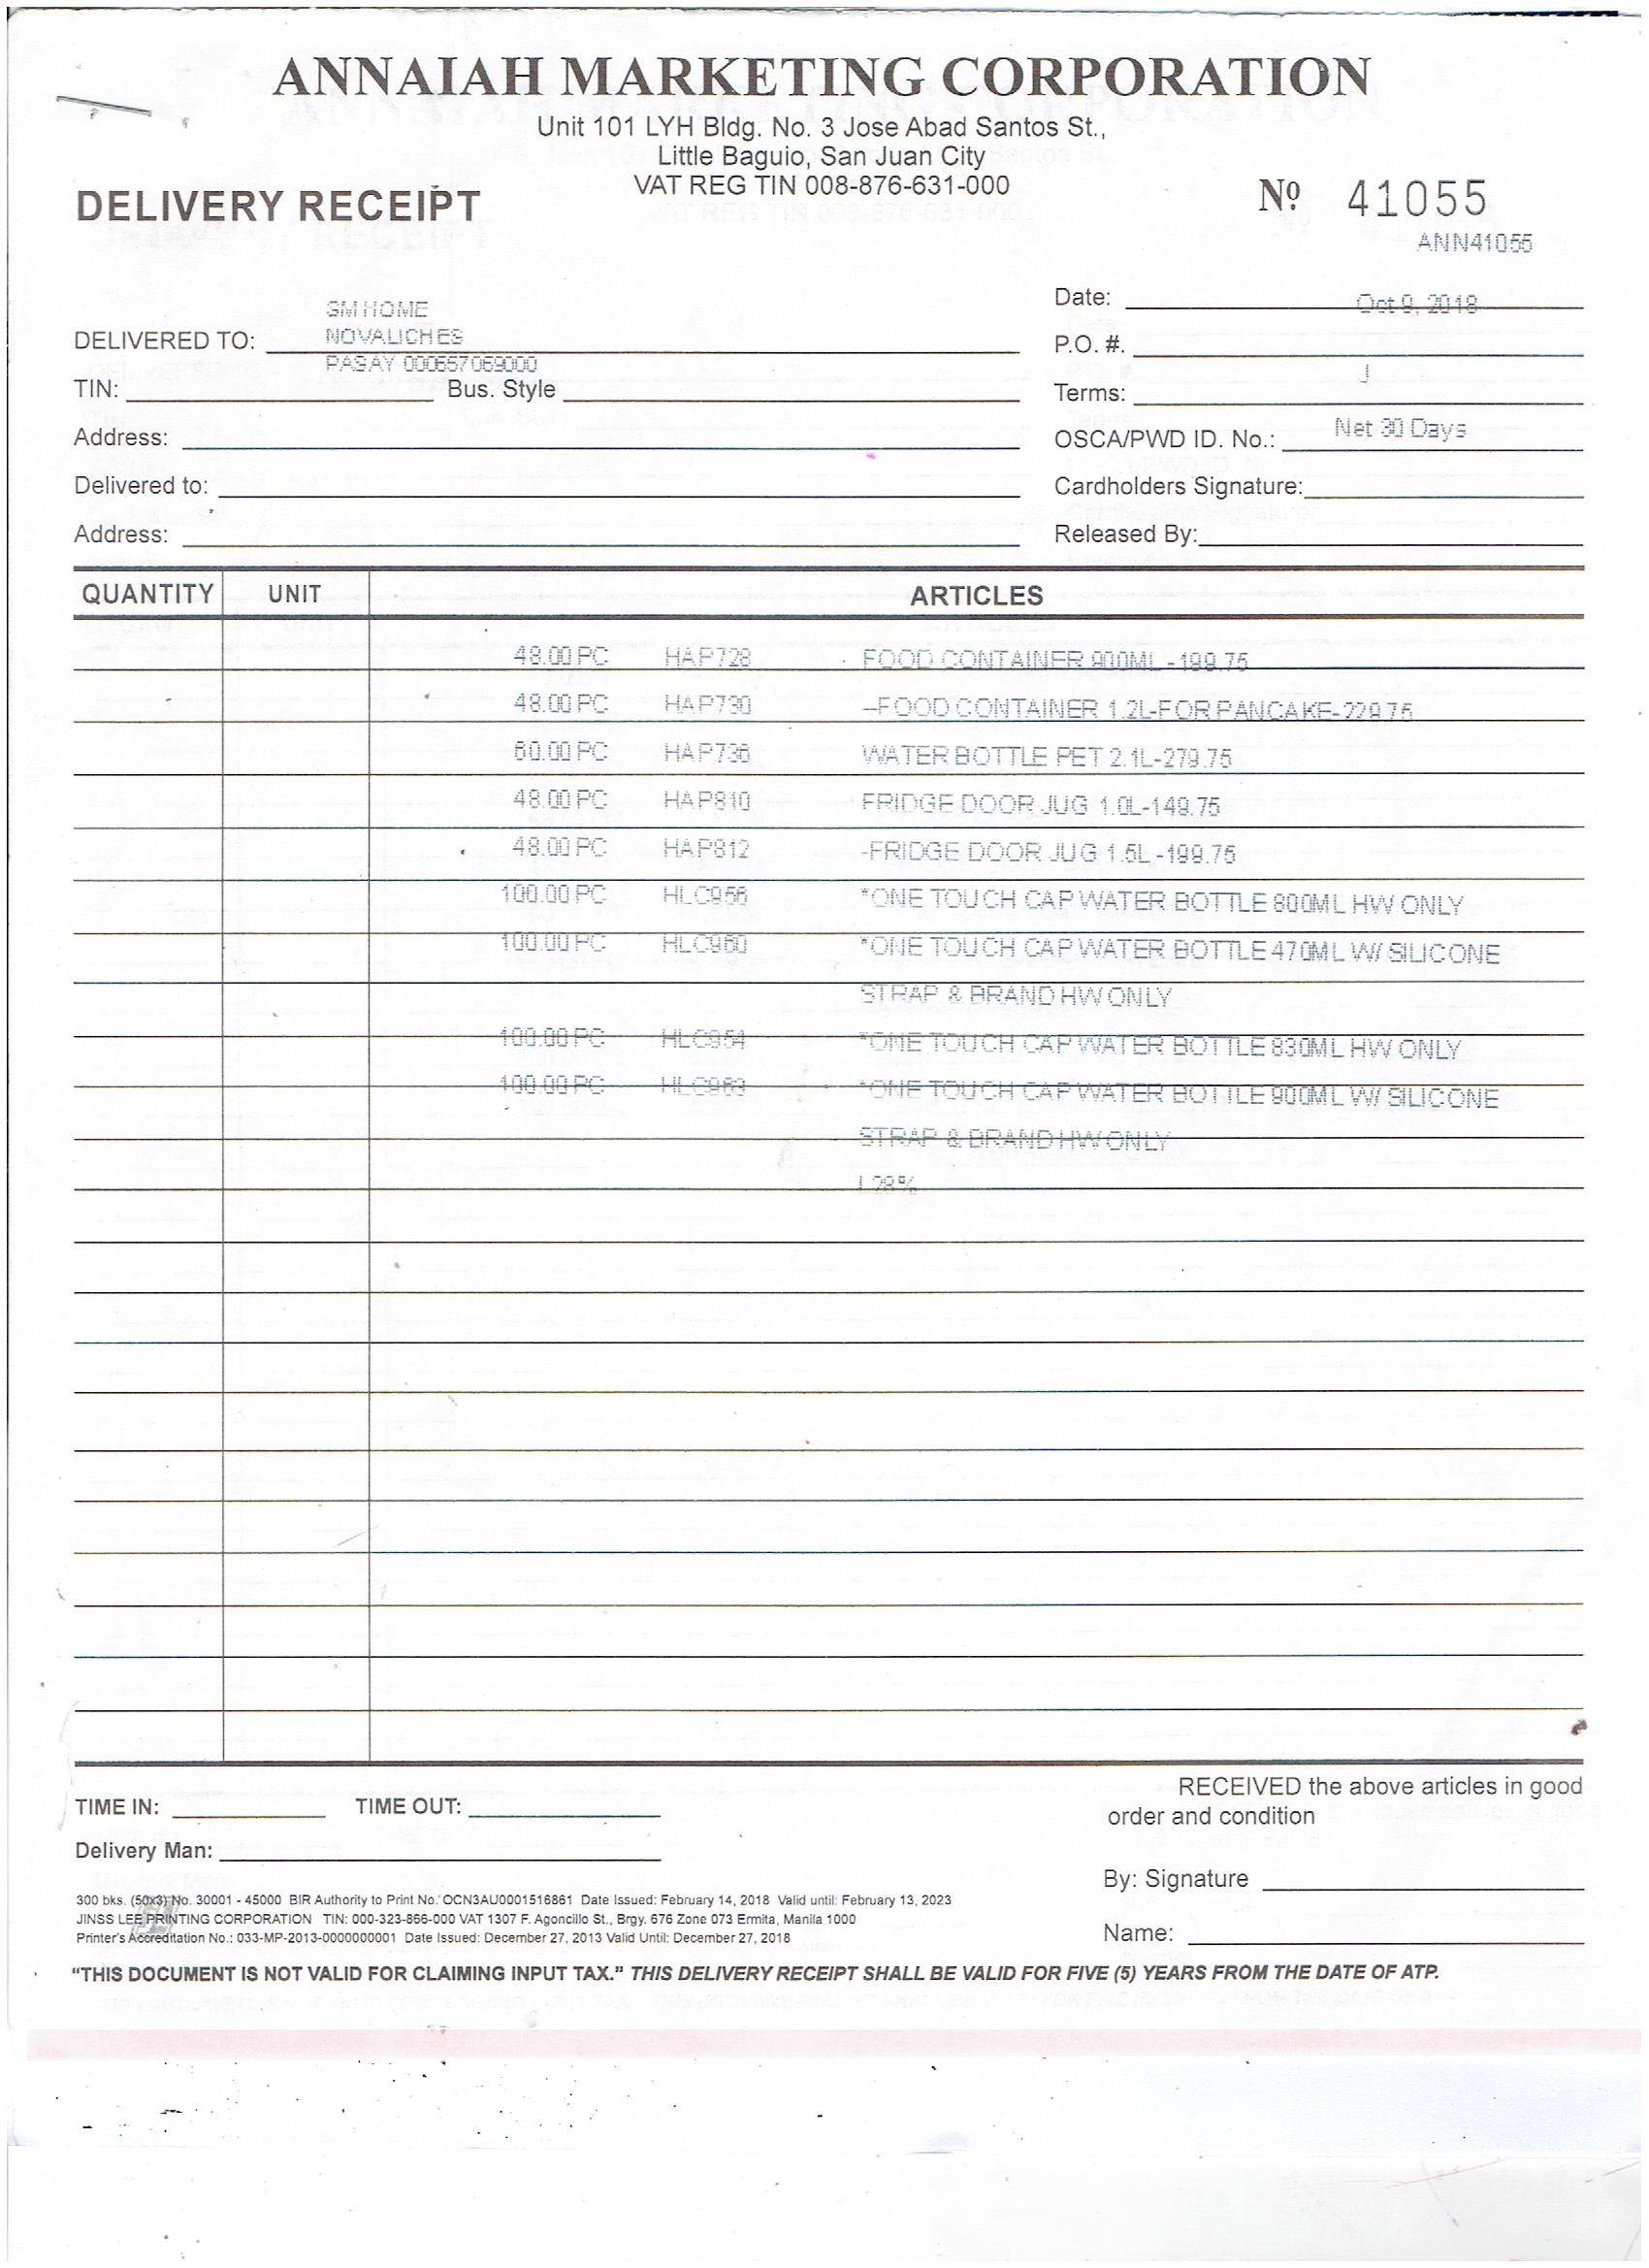 ANNAIAH MARKETING CORPORATION
Unit 101 LYH Bldg. No. 3 Jose Abad Santos St.,
Little Baguio, San Juan City
VAT REG TIN 008-876-631-000
DELIVERY RECEIPT
Nº 41055
ANN41055
SM HOME
Date: Oct 9, 2018
DELIVERED TO: NOVALICHES
P.O. #.
PASAY 000557069000
TIN: Bus. Style
J
Terms:
Address:
OSCA/PWD ID. No.: Net 30 Days
Delivered to:
Cardholders Signature:
Address:
Released By:
QUANTITY UNIT ARTICLES
48.00 PC HAP728 FOOD CONTAINER 900ML -199.75
48.00 PC HAP730 --FOOD CONTAINER 1.2L-FOR PANCAKE-229.75
60.00 PC HAP736 WATER BOTTLE PET 2.1L-279.75
48.00 PC HAP810 FRIDGE DOOR JUG 1.0L-149.75
48.00 PC HAP812 -FRIDGE DOOR JUG 1.5L -199.75
100.00 PC HLC956 *ONE TOUCH CAP WATER BOTTLE 800ML HW ONLY
100.00 PC HLC960 *ONE TOUCH CAP WATER BOTTLE 470ML W/ SILICONE
STRAP & BRAND HW ONLY
100.00 PC HLC954 *ONE TOUCH CAP WATER BOTTLE 830ML HW ONLY
100.00 PC HLC963 *ONE TOUCH CAP WATER BOTTLE 900ML W/ SILICONE
STRAP & BRAND HW ONLY
L28%
RECEIVED the above articles in good
order and condition
TIME IN: TIME OUT:
Delivery Man:
By: Signature
Name:
300 bks. (50x3) No. 30001 - 45000 BIR Authority to Print No. OCN3AU0001516861 Date Issued: February 14, 2018 Valid until: February 13, 2023
JINSS LEE PRINTING CORPORATION TIN: 000-323-866-000 VAT 1307 F. Agoncillo St., Brgy. 676 Zone 073 Ermita, Manila 1000
Printer's Accreditation No.: 033-MP-2013-0000000001 Date Issued: December 27, 2013 Valid Until: December 27, 2018
"THIS DOCUMENT IS NOT VALID FOR CLAIMING INPUT TAX." THIS DELIVERY RECEIPT SHALL BE VALID FOR FIVE (5) YEARS FROM THE DATE OF ATP.